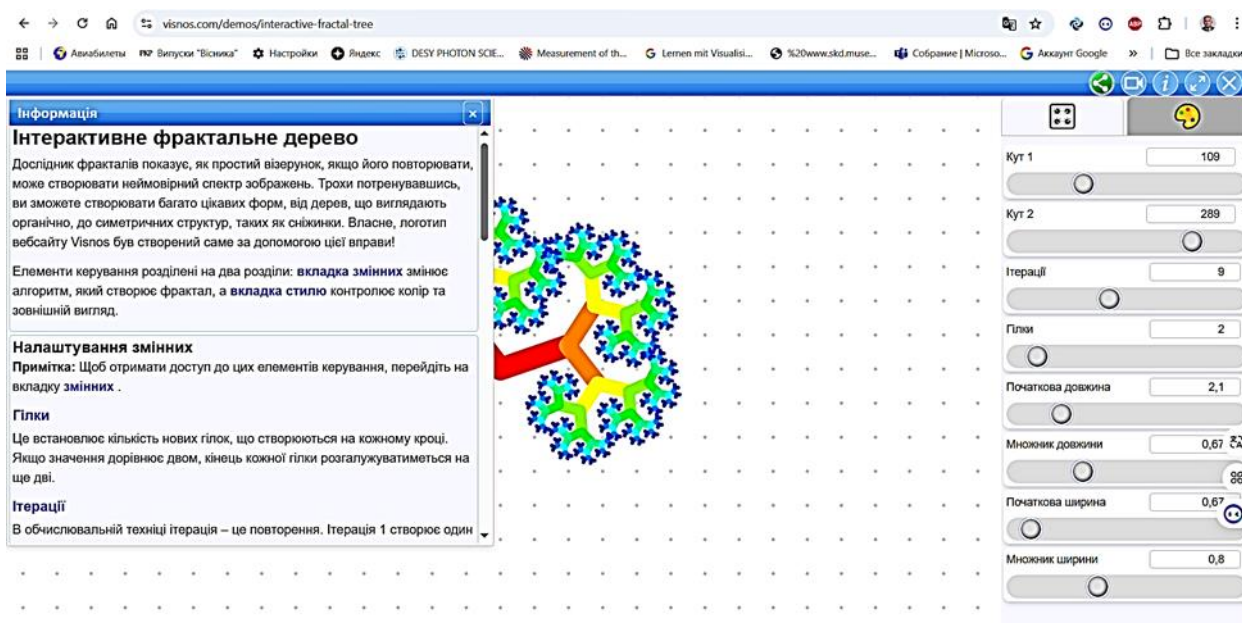 visnos.com/demos/interactive-fractal-tree
Авиабилеты ПКР Випуски "Вісника" Настройки Яндекс DESY PHOTON SCIE... Measurement of th... Lernen mit Visualisi... %20www.skd.muse... Собрание | Microso... Аккаунт Google » Все закладки
Інформація
Інтерактивне фрактальне дерево
Дослідник фракталів показує, як простий візерунок, якщо його повторювати,
може створювати неймовірний спектр зображень. Трохи потренувавшись,
ви зможете створювати багато цікавих форм, від дерев, що виглядають
органічно, до симетричних структур, таких як сніжинки. Власне, логотип
вебсайту Visnos був створений саме за допомогою цієї вправи!
Елементи керування розділені на два розділи: вкладка змінних змінює
алгоритм, який створює фрактал, а вкладка стилю контролює колір та
зовнішній вигляд.
Налаштування змінних
Примітка: Щоб отримати доступ до цих елементів керування, перейдіть на
вкладку змінних .
Гілки
Це встановлює кількість нових гілок, що створюються на кожному кроці.
Якщо значення дорівнює двом, кінець кожної гілки розгалужуватиметься на
ще дві.
Ітерації
В обчислювальній техніці ітерація – це повторення. Ітерація 1 створює один
Кут 1 109
Кут 2 289
Ітерації 9
Гілки 2
Початкова довжина 2,1
Множник довжини 0,67
Початкова ширина 0,67
Множник ширини 0,8